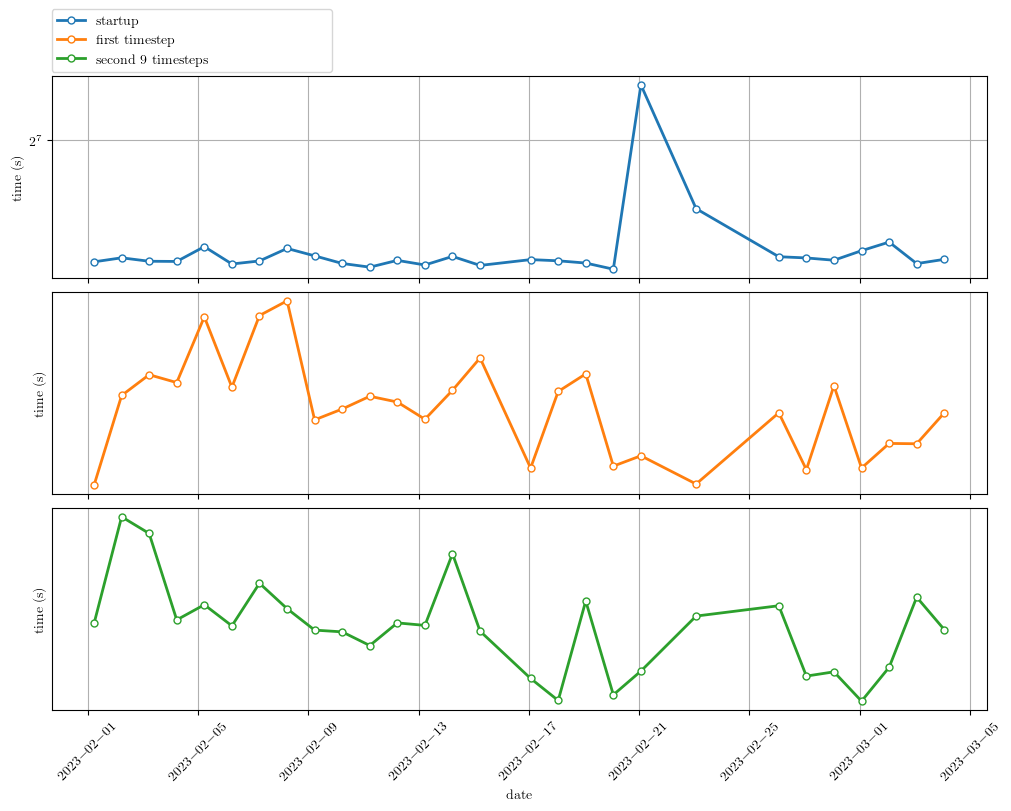 startup
first timestep
second 9 timesteps
2^7
time (s)
time (s)
time (s)
2023−02−01
2023−02−05
2023−02−09
2023−02−13
2023−02−17
2023−02−21
2023−02−25
2023−03−01
2023−03−05
date